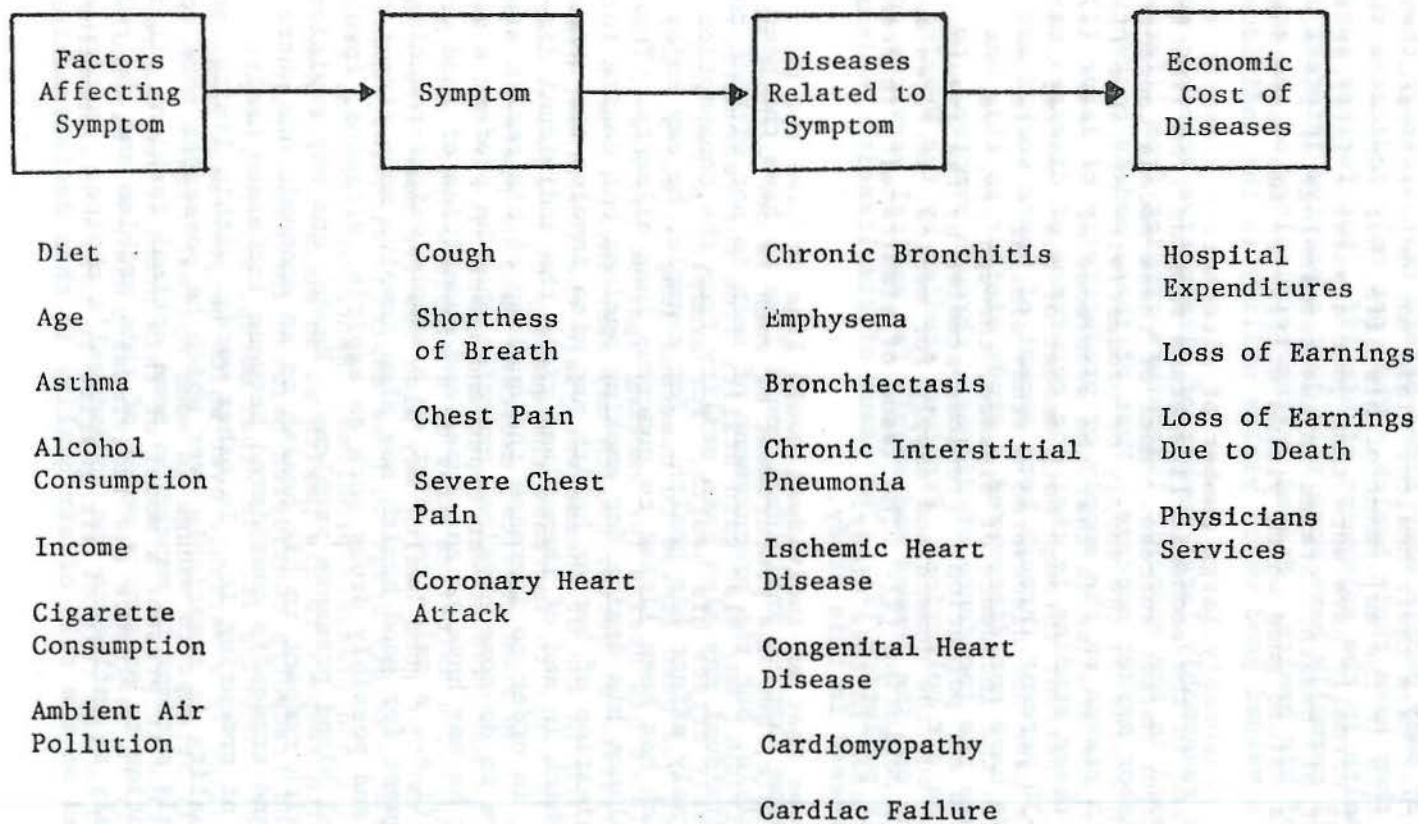 Factors
Affecting
Symptom
Symptom
Diseases
Related to
Symptom
Economic
Cost of
Diseases
Diet
Age
Asthma
Alcohol
Consumption
Income
Cigarette
Consumption
Ambient Air
Pollution
Cough
Shorthess
of Breath
Chest Pain
Severe Chest
Pain
Coronary Heart
Attack
Chronic Bronchitis
Emphysema
Bronchiectasis
Chronic Interstitial
Pneumonia
Ischemic Heart
Disease
Congenital Heart
Disease
Cardiomyopathy
Cardiac Failure
Hospital
Expenditures
Loss of Earnings
Loss of Earnings
Due to Death
Physicians
Services